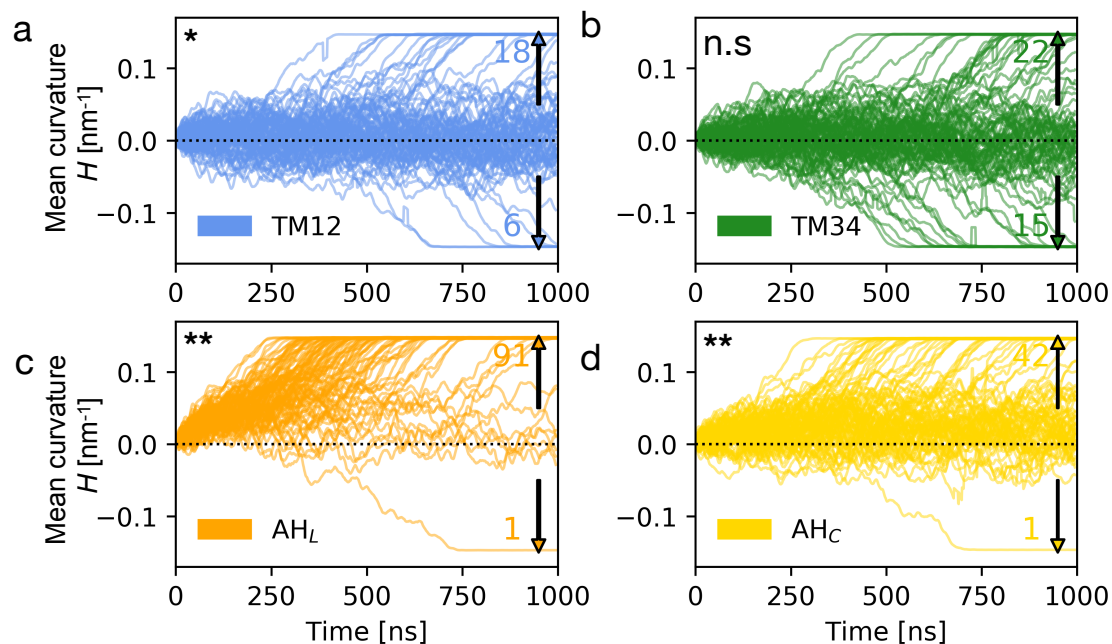 a
*
18
0.1
0.0
−0.1
Mean curvature
H [nm⁻¹]
TM12
6
0
250
500
750
1000
b
n.s
22
0.1
0.0
−0.1
TM34
15
0
250
500
750
1000
c
**
91
0.1
0.0
−0.1
Mean curvature
H [nm⁻¹]
AH_L
1
0
250
500
750
1000
Time [ns]
d
**
42
0.1
0.0
−0.1
AH_C
1
0
250
500
750
1000
Time [ns]